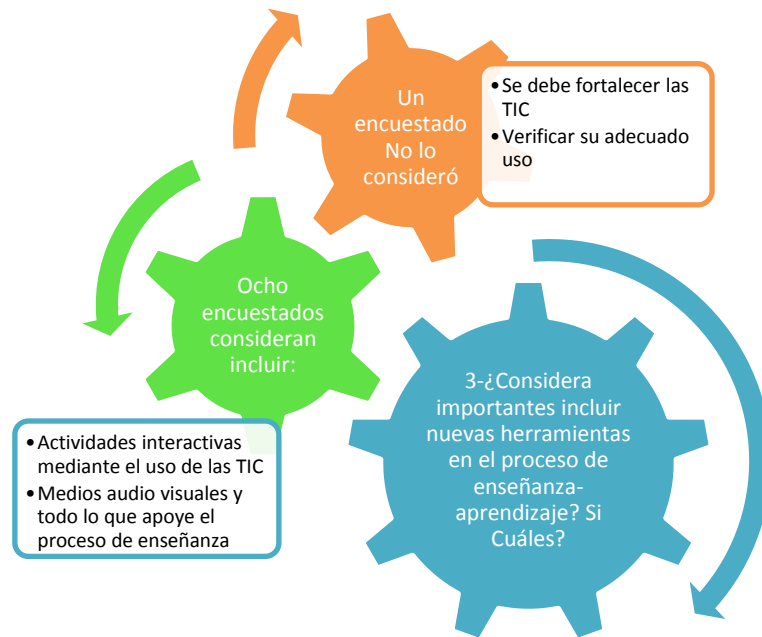 Un
encuestado
No lo
consideró
•Se debe fortalecer las
TIC
•Verificar su adecuado
uso
Ocho
encuestados
consideran
incluir:
•Actividades interactivas
mediante el uso de las TIC
•Medios audio visuales y
todo lo que apoye el
proceso de enseñanza
3-¿Considera
importantes incluir
nuevas herramientas
en el proceso de
enseñanza-
aprendizaje? Si
Cuáles?